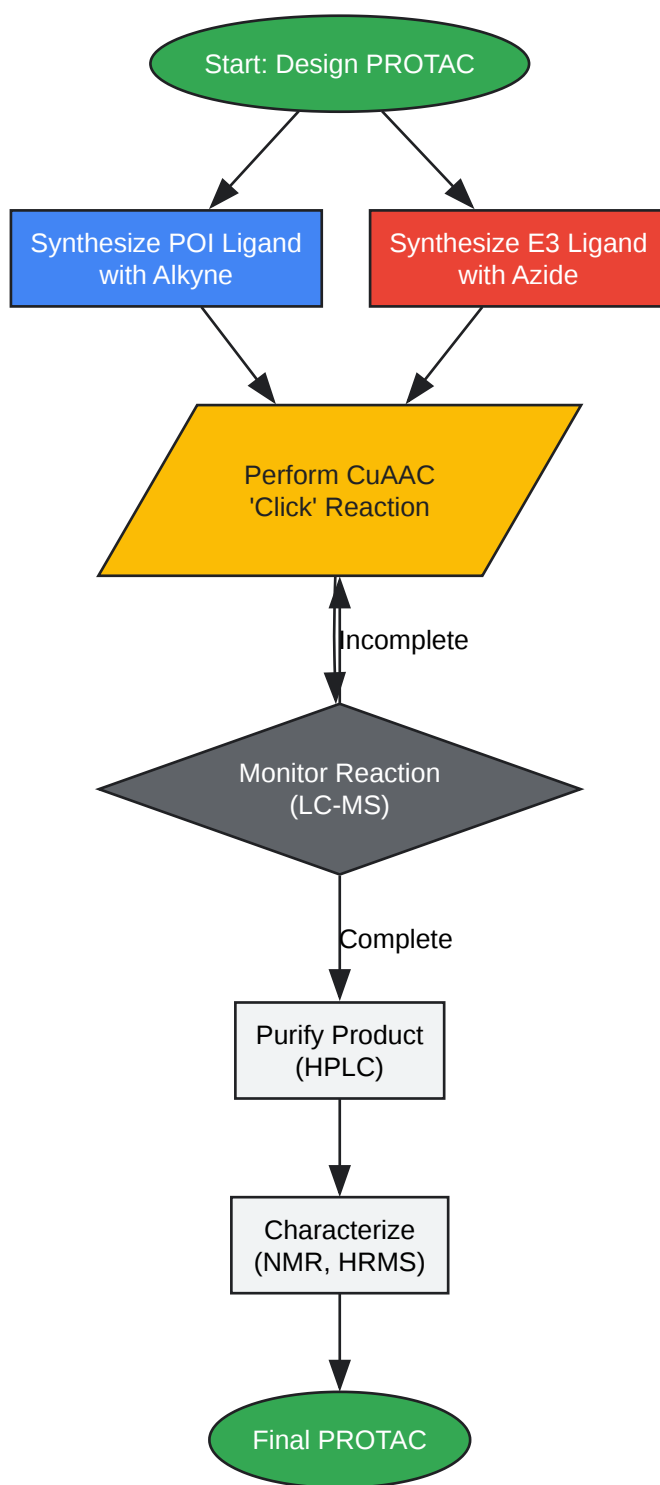 Start: Design PROTAC
Synthesize POI Ligand
with Alkyne
Synthesize E3 Ligand
with Azide
Perform CuAAC
'Click' Reaction
Incomplete
Monitor Reaction
(LC-MS)
Complete
Purify Product
(HPLC)
Characterize
(NMR, HRMS)
Final PROTAC